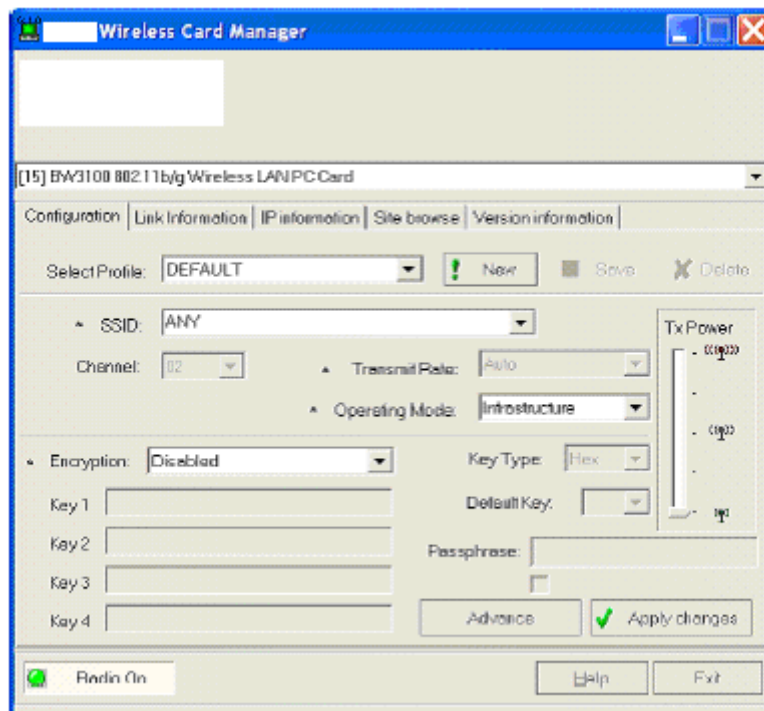 Wireless Card Manager
[15] BW3100 802.11b/g Wireless LAN PC Card
Configuration Link Information IP information Site browse Version information
Select Profile: DEFAULT New Save Delete
SSID: ANY Tx Power
Channel: 02 Transmit Rate: Auto
Operating Mode: Infrastructure
Encryption: Disabled Key Type: Hex
Key 1 Default Key:
Key 2 Passphrase:
Key 3
Key 4 Advance Apply changes
Radio On Help Exit